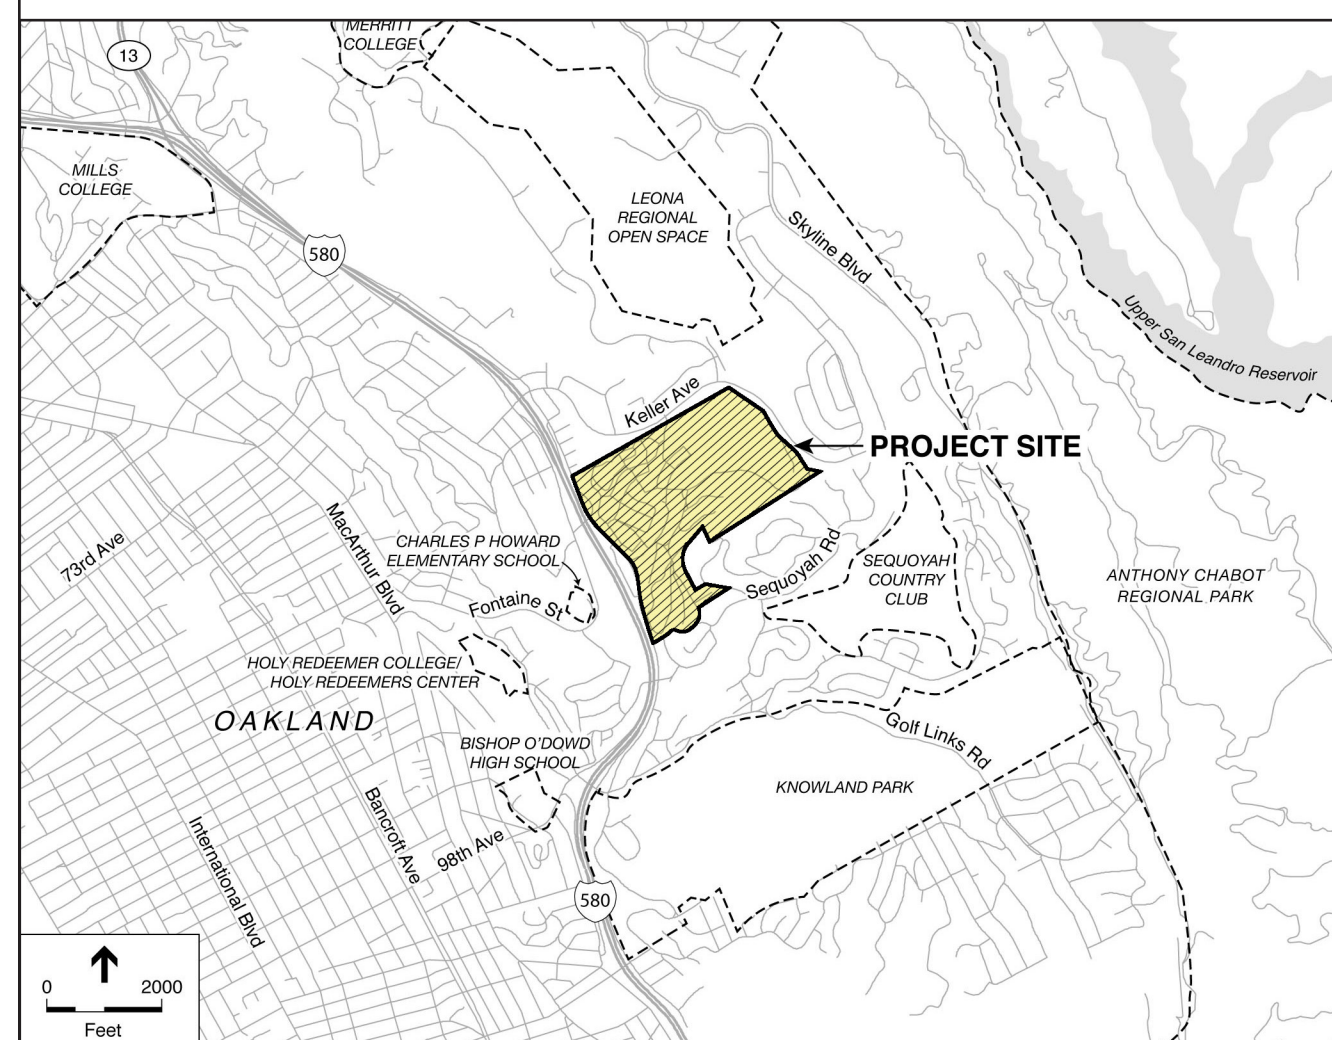 MERRITT
COLLEGE
13
MILLS
COLLEGE
LEONA
REGIONAL
OPEN SPACE
Skyline Blvd
580
Upper San Leandro Reservoir
Keller Ave
PROJECT SITE
73rd Ave
MacArthur Blvd
CHARLES P HOWARD
ELEMENTARY SCHOOL
Fontaine St
Sequoyah Rd
SEQUOYAH
COUNTRY
CLUB
ANTHONY CHABOT
REGIONAL PARK
HOLY REDEEMER COLLEGE/
HOLY REDEEMERS CENTER
OAKLAND
BISHOP O'DOWD
HIGH SCHOOL
Golf Links Rd
KNOWLAND PARK
International Blvd
Bancroft Ave
98th Ave
580
0 2000
Feet